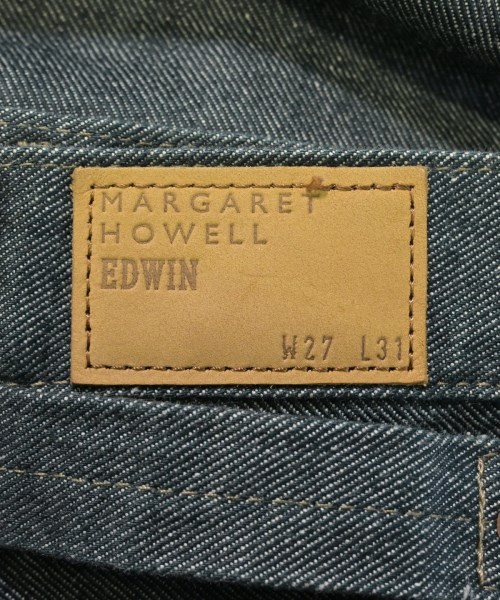 MARGARET
HOWELL
EDWIN
W27 L31